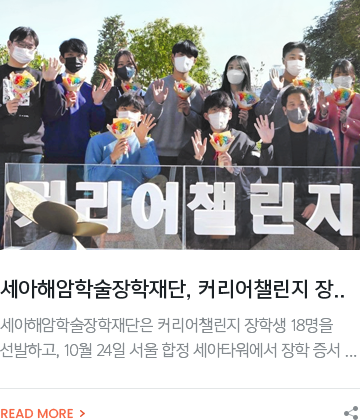 커리어챌린지
세아해암학술장학재단, 커리어챌린지 장..
세아해암학술장학재단은 커리어챌린지 장학생 18명을
선발하고, 10월 24일 서울 합정 세아타워에서 장학 증서 ...
READ MORE >